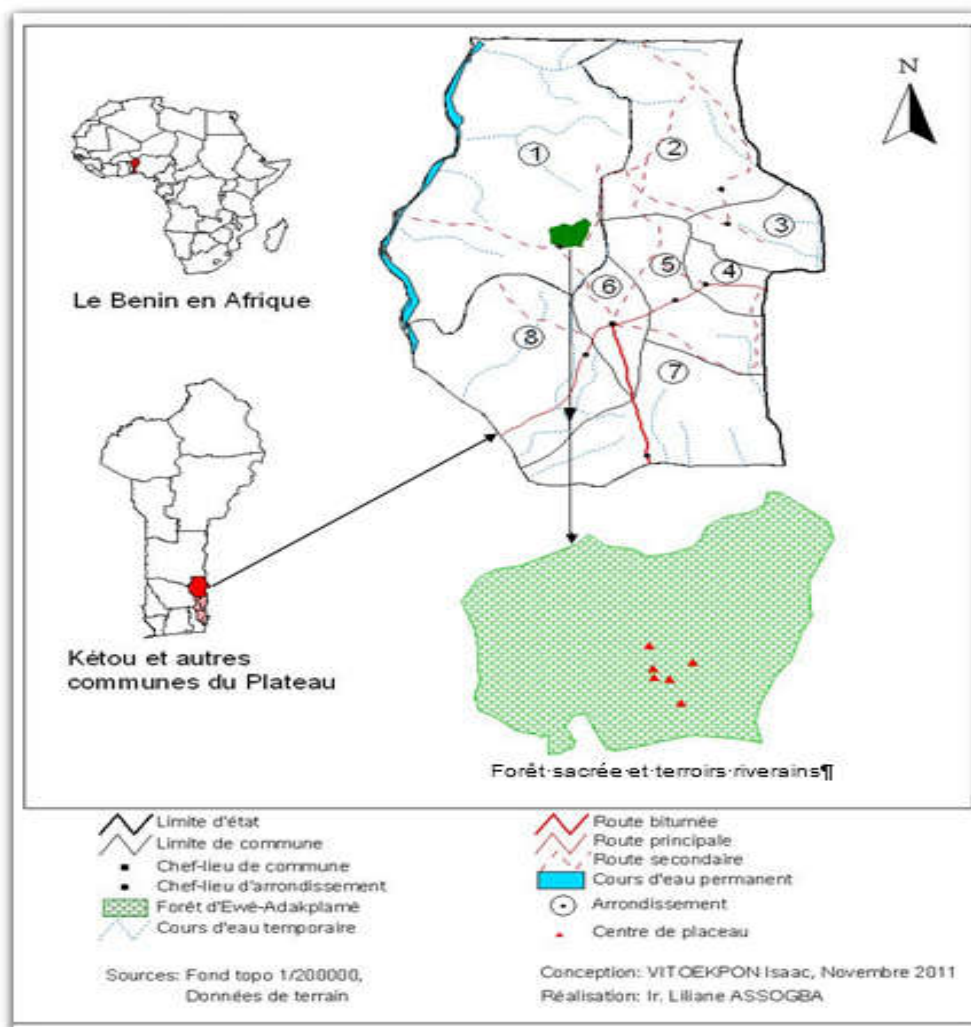 N
Le Benin en Afrique
1
2
3
4
5
6
7
8
Kétou et autres
communes du Plateau
Forêt·sacrée·et·terroirs·riverains¶
Limite d'état
Limite de commune
Chef-lieu de commune
Chef-lieu d'arrondissement
Forêt d'Ewè-Adakplamè
Cours d'eau temporaire
Route bitumée
Route principale
Route secondaire
Cours d'eau permanent
Arrondissement
Centre de placeau
Sources: Fond topo 1/200000,
Données de terrain
Conception: VITOEKPON Isaac, Novembre 2011
Réalisation: Ir. Liliane ASSOGBA